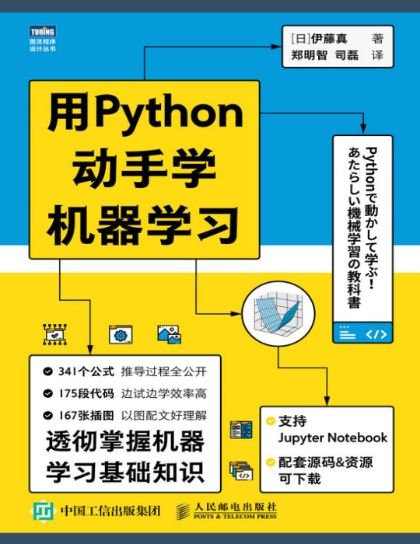 TURING
图灵程序
设计丛书
[日]伊藤真 著
郑明智 司磊 译
用Python
动手学
机器学习
Pythonで動かして学ぶ!
あたらしい機械学習の教科書
341个公式 推导过程全公开
175段代码 边试边学效率高
167张插图 以图配文好理解
透彻掌握机器
学习基础知识
支持
Jupyter Notebook
配套源码&资源
可下载
中国工信出版集团
人民邮电出版社
POSTS & TELECOM PRESS